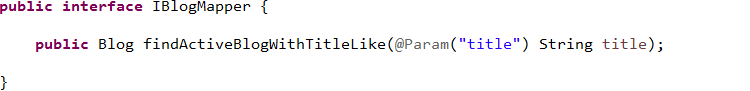 public interface IBlogMapper {
public Blog findActiveBlogWithTitleLike(@Param("title") String title);
}